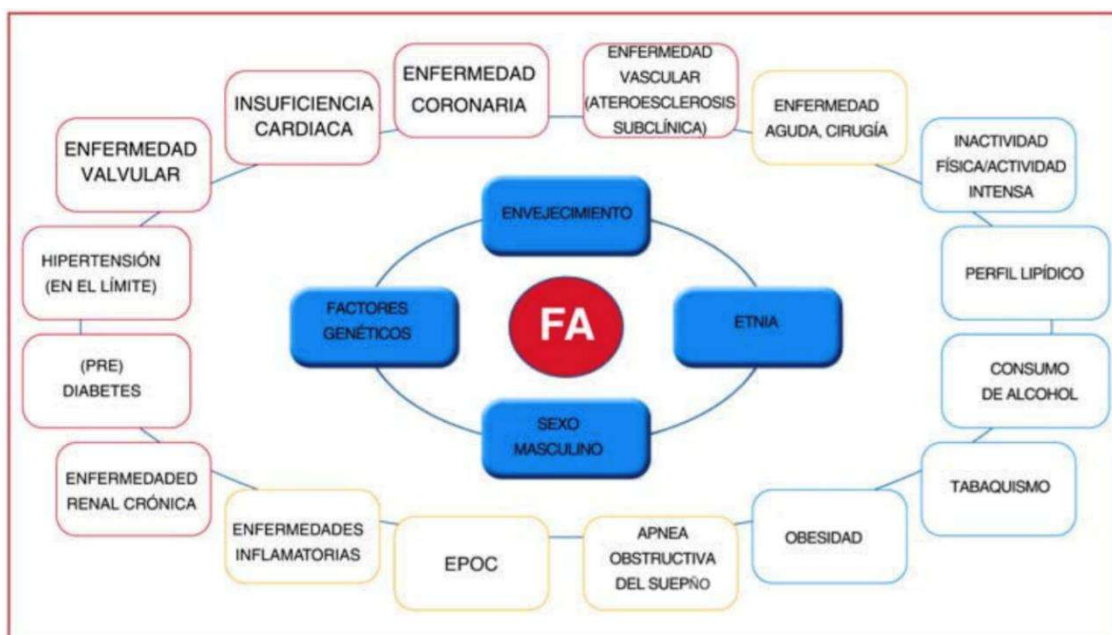 ENFERMEDAD
CORONARIA
ENFERMEDAD
VASCULAR
(ATEROESCLEROSIS
SUBCLÍNICA)
INSUFICIENCIA
CARDIACA
ENFERMEDAD
AGUDA, CIRUGÍA
ENFERMEDAD
VALVULAR
INACTIVIDAD
FÍSICA/ACTIVIDAD
INTENSA
ENVEJECIMIENTO
HIPERTENSIÓN
(EN EL LÍMITE)
PERFIL LIPÍDICO
FACTORES
GENÉTICOS
FA
ETNIA
(PRE)
DIABETES
CONSUMO
DE ALCOHOL
SEXO
MASCULINO
ENFERMEDADED
RENAL CRÓNICA
TABAQUISMO
ENFERMEDADES
INFLAMATORIAS
EPOC
APNEA
OBSTRUCTIVA
DEL SUEPÑO
OBESIDAD